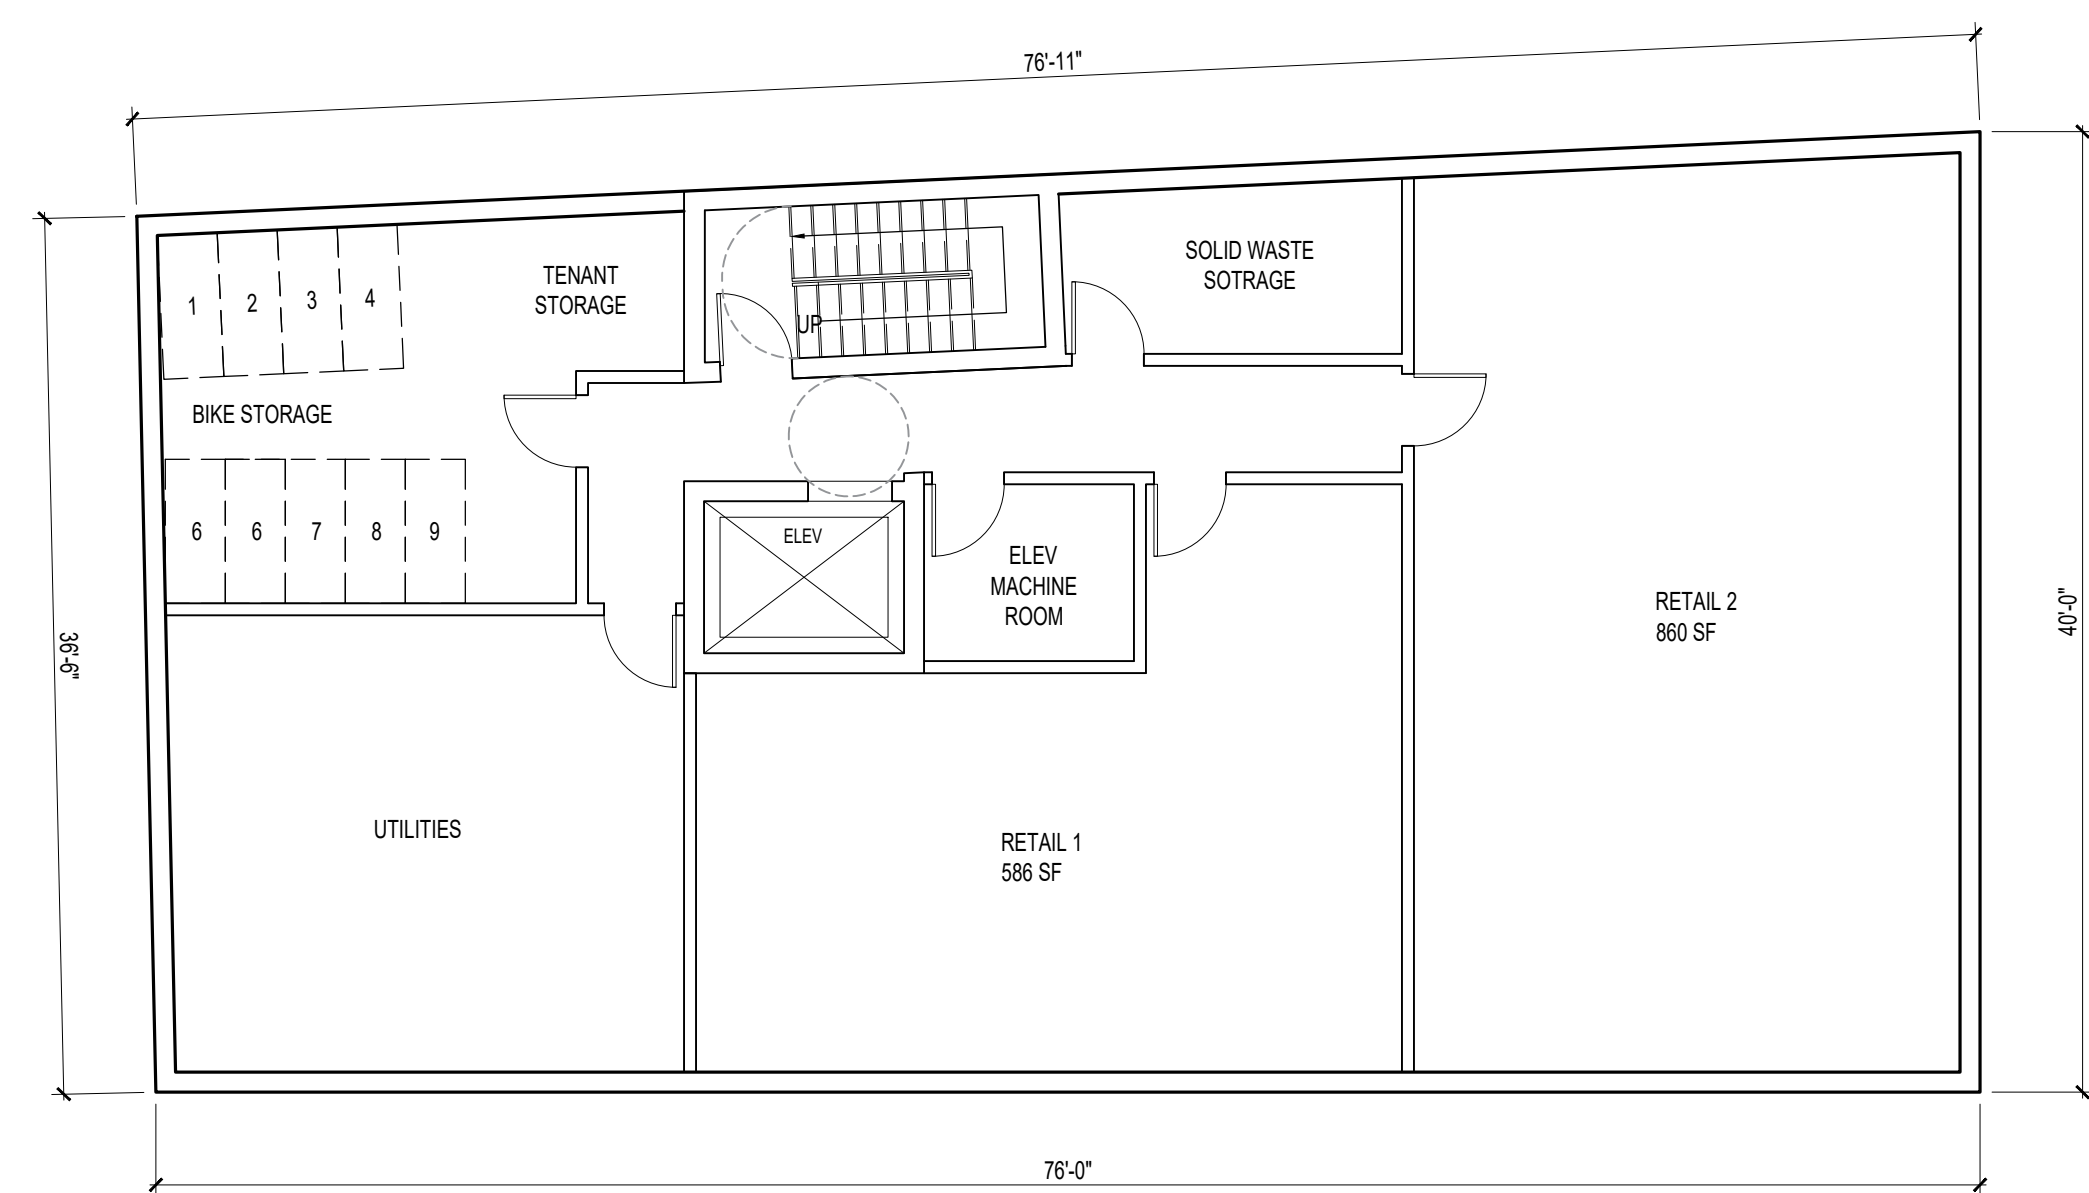 76'-11"
TENANT
STORAGE
SOLID WASTE
SOTRAGE
1
2
3
4
UP
BIKE STORAGE
6
6
7
8
9
ELEV
ELEV
MACHINE
ROOM
RETAIL 2
860 SF
36'-6"
40'-0"
UTILITIES
RETAIL 1
586 SF
76'-0"